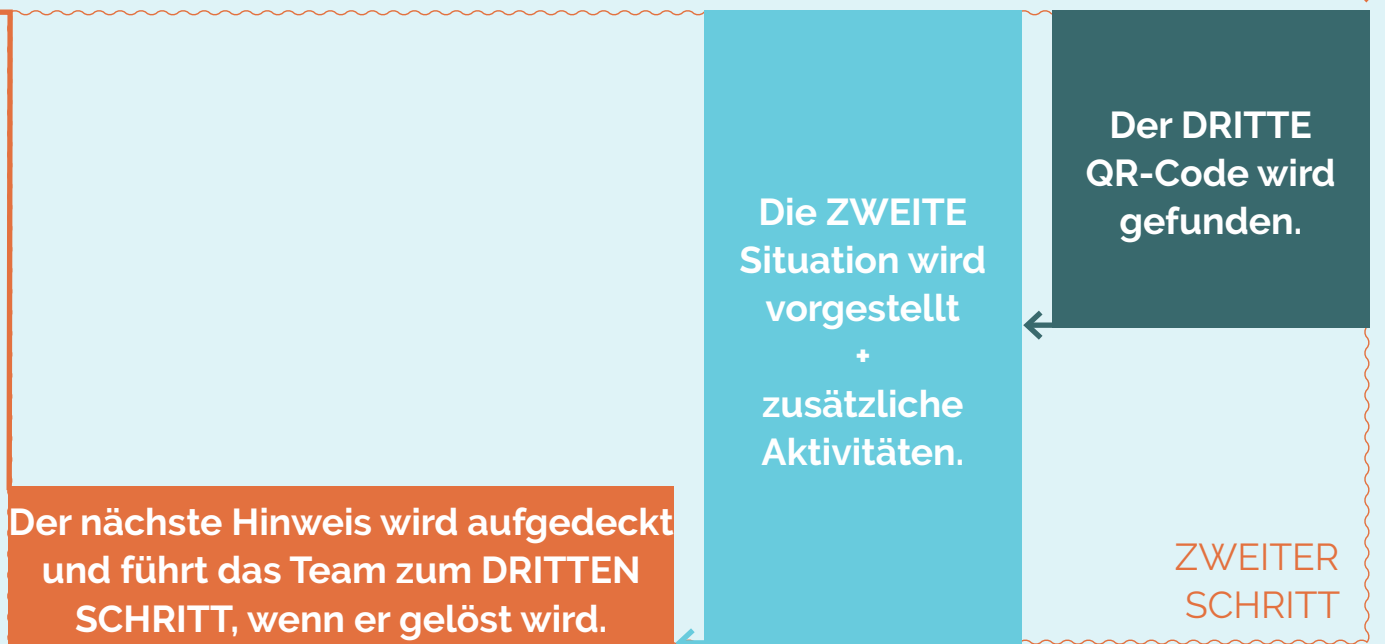 Der DRITTE
QR-Code wird
gefunden.
Die ZWEITE
Situation wird
vorgestellt
+
zusätzliche
Aktivitäten.
Der nächste Hinweis wird aufgedeckt
und führt das Team zum DRITTEN
SCHRITT, wenn er gelöst wird.
ZWEITER
SCHRITT